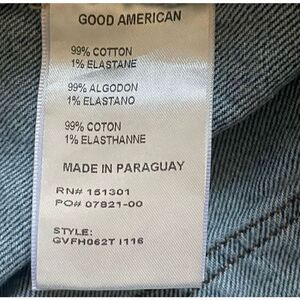 GOOD AMERICAN
99% COTTON
1% ELASTANE
99% ALGODON
1% ELASTANO
99% COTON
1% ELASTHANNE
MADE IN PARAGUAY
RN# 151301
PO# 07821-00
STYLE:
GVFH062T I116